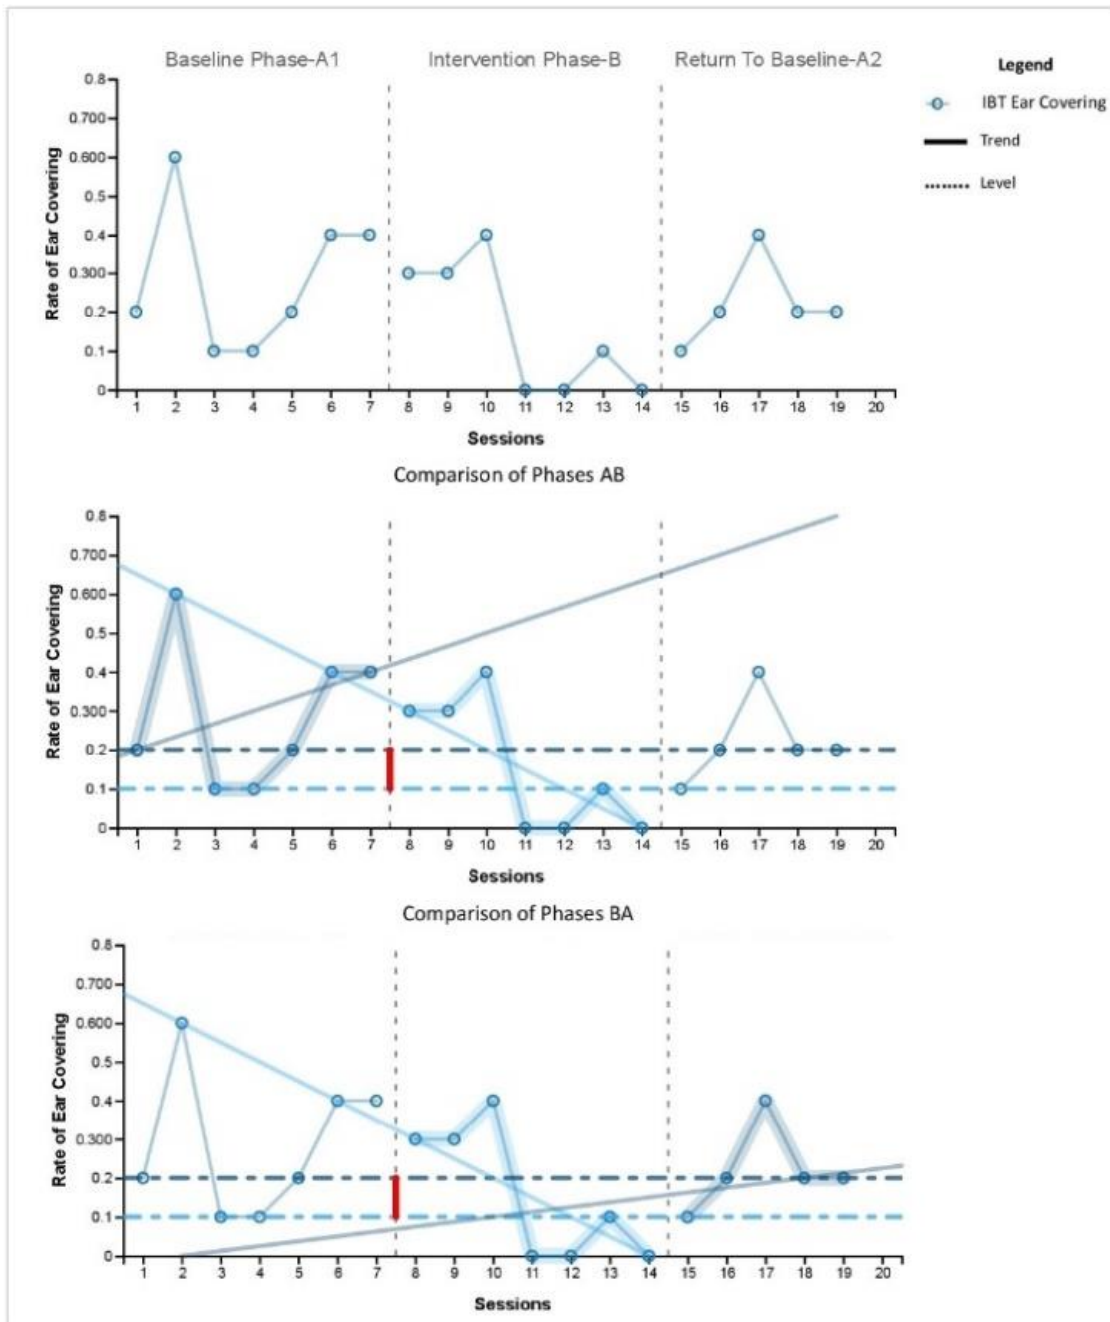 Baseline Phase-A1 Intervention Phase-B Return To Baseline-A2
Legend
IBT Ear Covering
Trend
Level
Rate of Ear Covering
0.8
0.700
0.600
0.5
0.4
0.300
0.2
0.1
0
1 2 3 4 5 6 7 8 9 10 11 12 13 14 15 16 17 18 19 20
Sessions
Comparison of Phases AB
Rate of Ear Covering
0.8
0.700
0.600
0.5
0.4
0.300
0.2
0.1
0
1 2 3 4 5 6 7 8 9 10 11 12 13 14 15 16 17 18 19 20
Sessions
Comparison of Phases BA
Rate of Ear Covering
0.8
0.700
0.600
0.5
0.4
0.300
0.2
0.1
0
1 2 3 4 5 6 7 8 9 10 11 12 13 14 15 16 17 18 19 20
Sessions